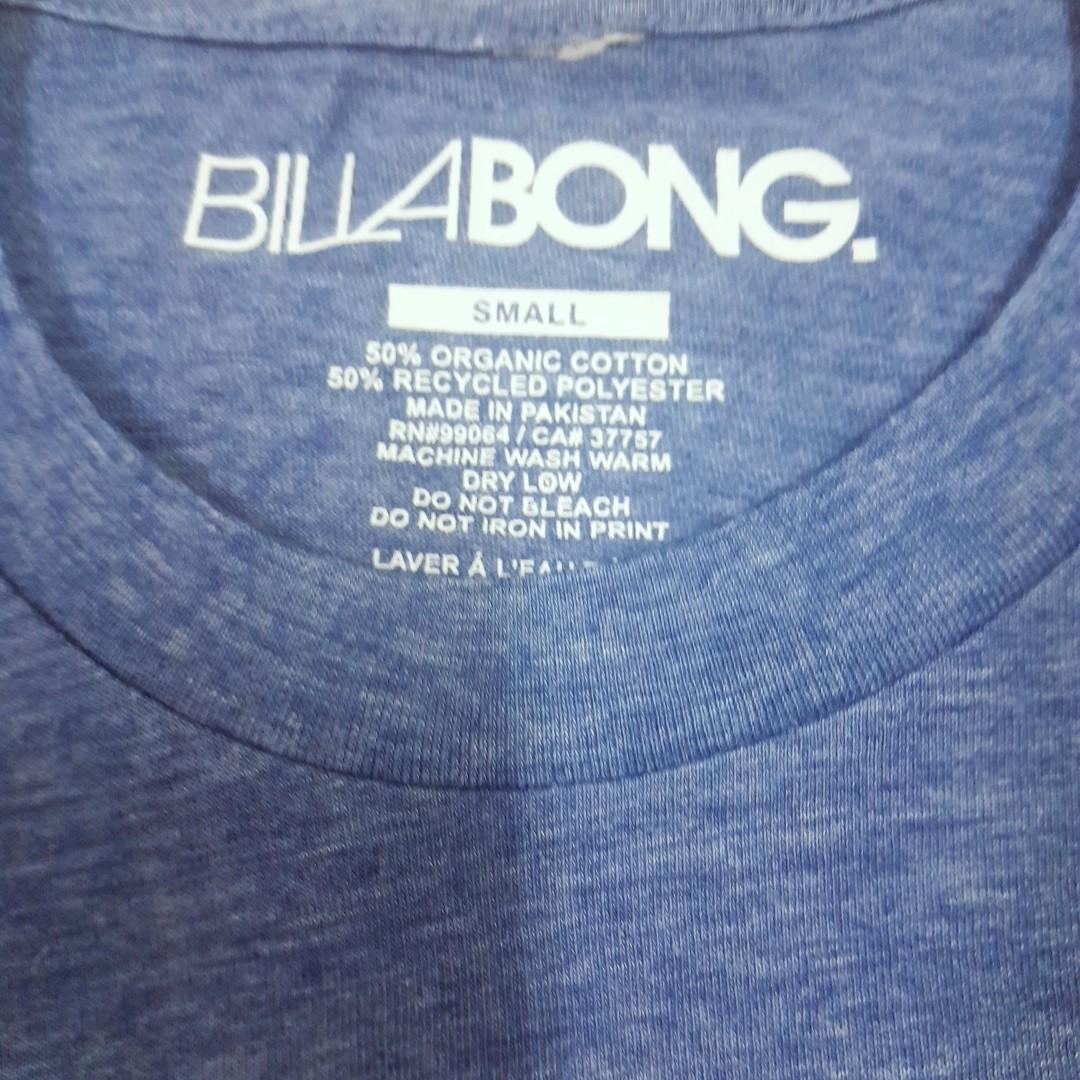 BILLABONG.
SMALL
50% ORGANIC COTTON
50% RECYCLED POLYESTER
MADE IN PAKISTAN
RN#99064 / CA# 37757
MACHINE WASH WARM
DRY LOW
DO NOT BLEACH
DO NOT IRON IN PRINT
LAVER Á L'EAU